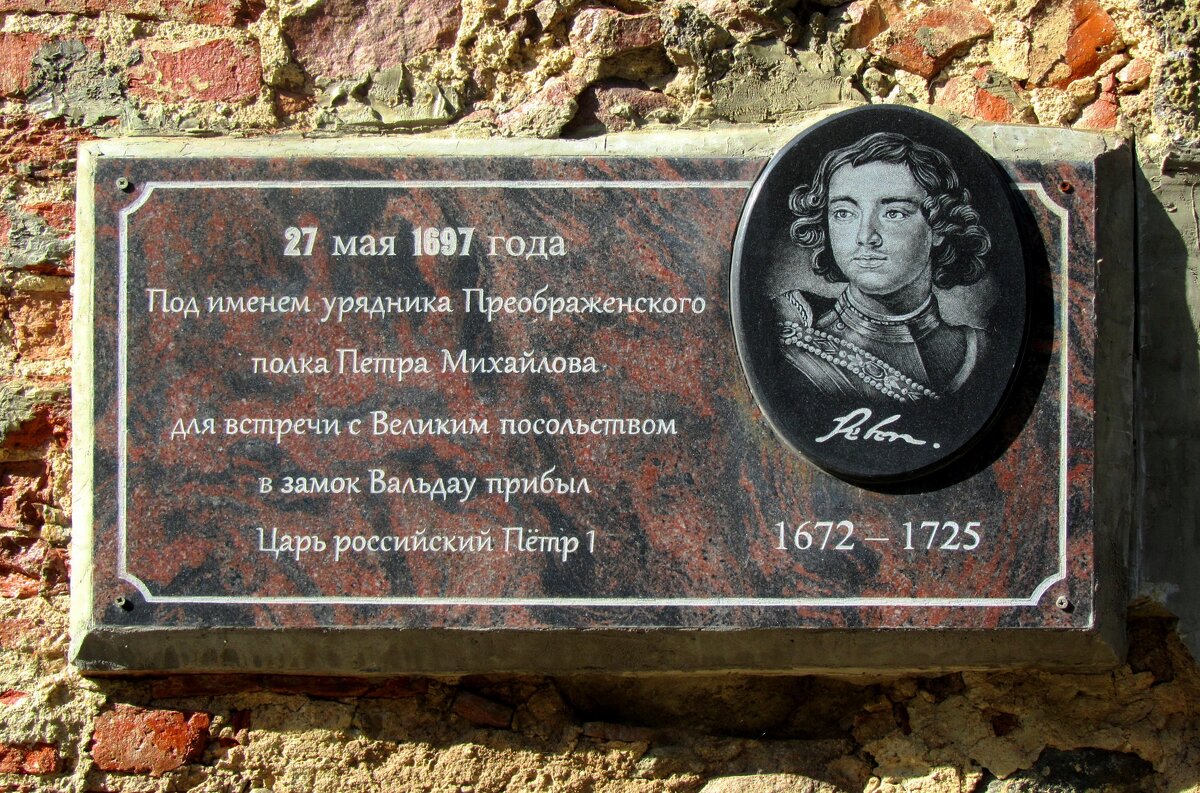 27 мая 1697 года
Под именем урядника Преображенского
полка Петра Михайлова
для встречи с Великим посольством
в замок Вальдау прибыл
Царь российский Пётр 1
1672 – 1725